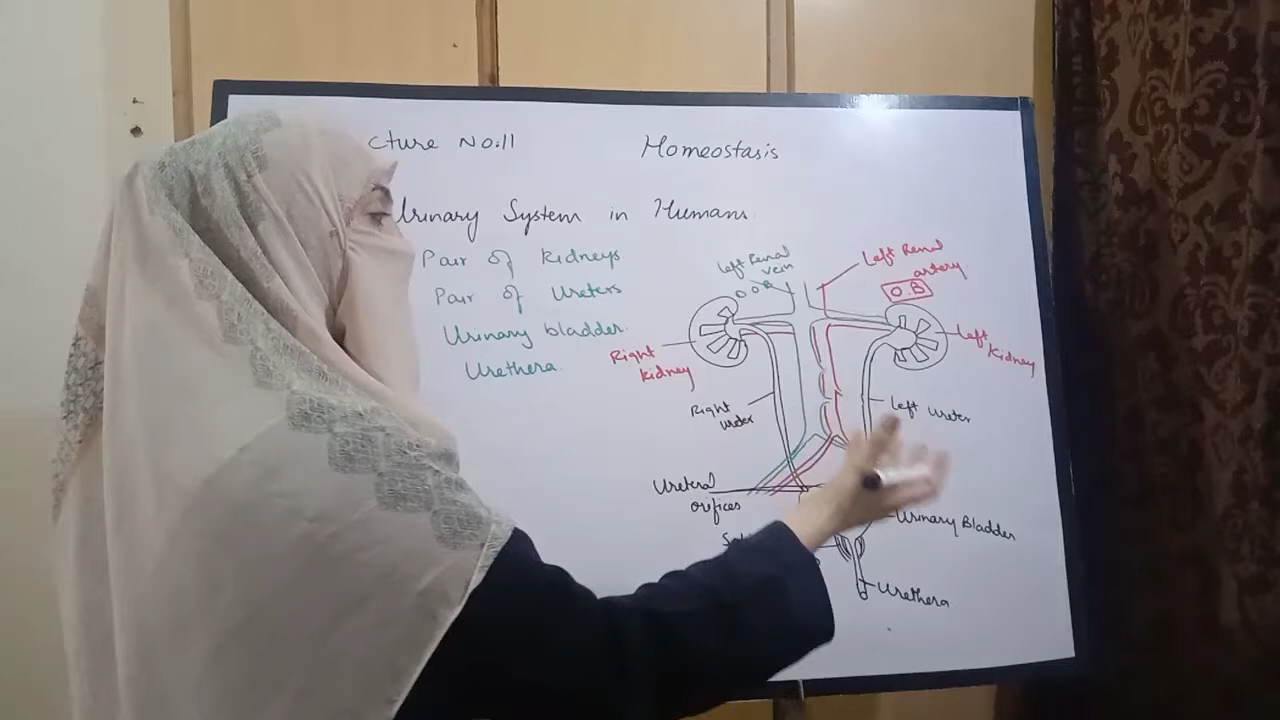 cture No:11
Homeostasis
Urinary System in Humans.
Pair of kidneys
Pair of Ureters
Urinary bladder.
Urethera.
Left Renal
vein
D O B
Left Renal
artery
O B
Right
kidney
Left
kidney
Right
ureter
Left Ureter
Ureteral
orifices
Urinary Bladder
Urethera